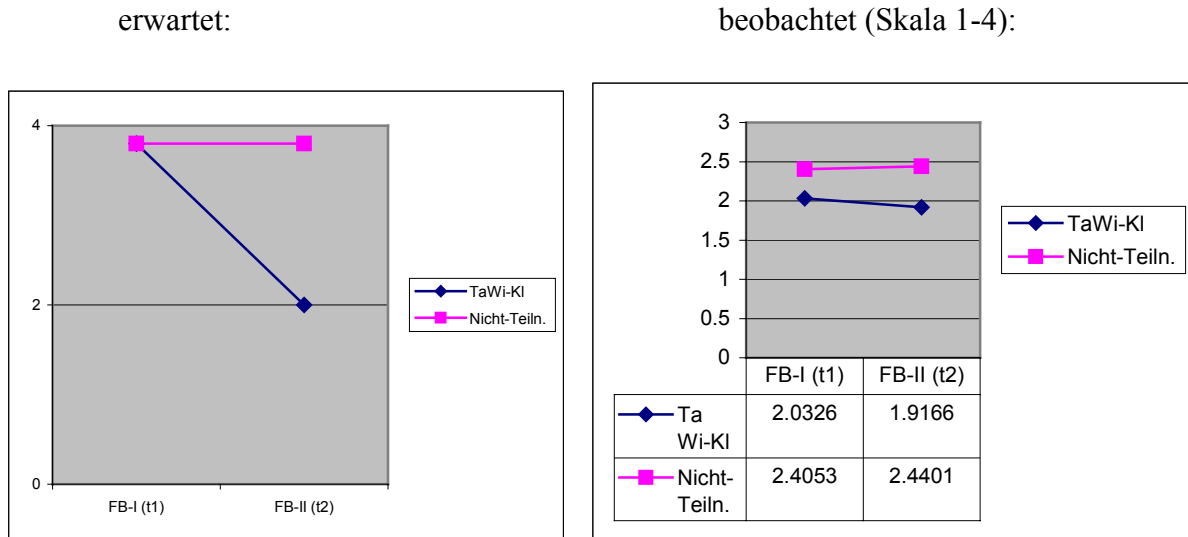 erwartet:
beobachtet (Skala 1-4):
4
2
0
FB-I (t1) FB-II (t2)
TaWi-Kl
Nicht-Teiln.
3
2.5
2
1.5
1
0.5
0
FB-I (t1) FB-II (t2)
Ta
Wi-Kl
2.0326 1.9166
Nicht-
Teiln.
2.4053 2.4401
TaWi-Kl
Nicht-Teiln.